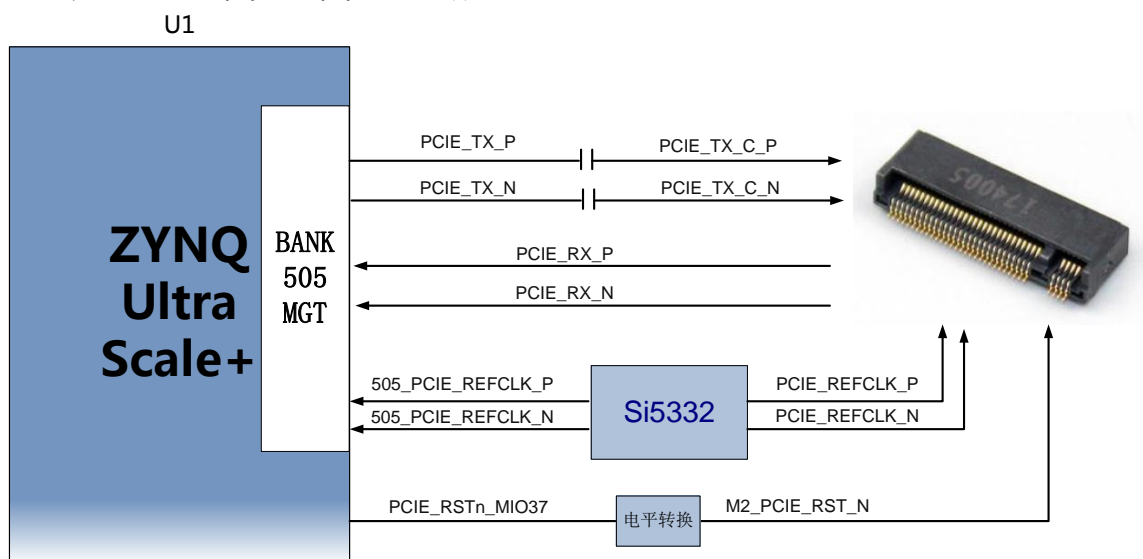 U1
PCIE_TX_P
PCIE_TX_C_P
PCIE_TX_N
PCIE_TX_C_N
ZYNQ
Ultra
Scale+
BANK
505
MGT
PCIE_RX_P
PCIE_RX_N
505_PCIE_REFCLK_P
505_PCIE_REFCLK_N
Si5332
PCIE_REFCLK_P
PCIE_REFCLK_N
PCIE_RSTn_MIO37
电平转换
M2_PCIE_RST_N
174005